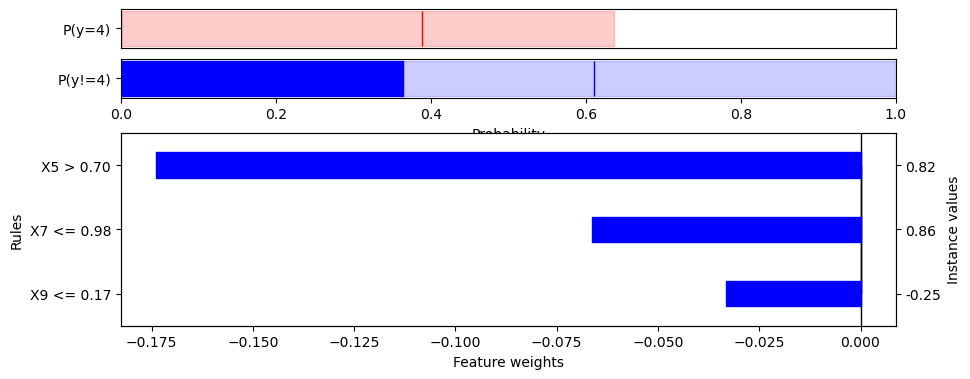 P(y=4)
P(y!=4)
0.0 0.2 0.4 0.6 0.8 1.0
Probability
X5 > 0.70 0.82
X7 <= 0.98 0.86
X9 <= 0.17 -0.25
Rules
Instance values
−0.175 −0.150 −0.125 −0.100 −0.075 −0.050 −0.025 0.000
Feature weights